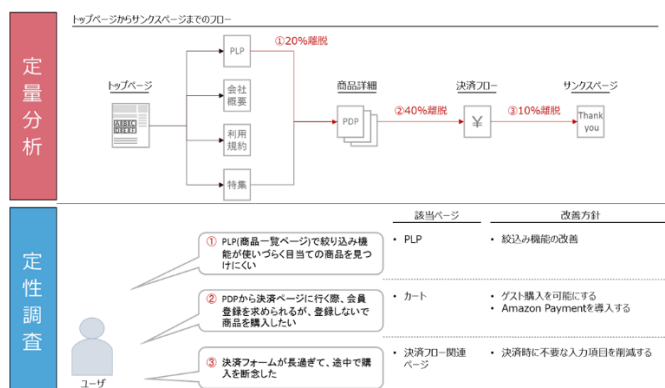 トップページからサンクスページまでのフロー
定量分析
PLP
①20%離脱
トップページ
会社
概要
利用
規約
特集
商品詳細
PDP
②40%離脱
決済フロー
¥
③10%離脱
サンクスページ
Thank
you
定性調査
該当ページ
改善方針
① PLP(商品一覧ページ)で絞り込み機
能が使いづらく目当ての商品を見つ
けにくい
• PLP
• 絞込み機能の改善
② PDPから決済ページに行く際、会員
登録を求められるが、登録しないで
商品を購入したい
• カート
• ゲスト購入を可能にする
• Amazon Paymentを導入する
③ 決済フォームが長過ぎて、途中で購
入を断念した
• 決済フロー関連
ページ
• 決済時に不要な入力項目を削減する
ユーザ